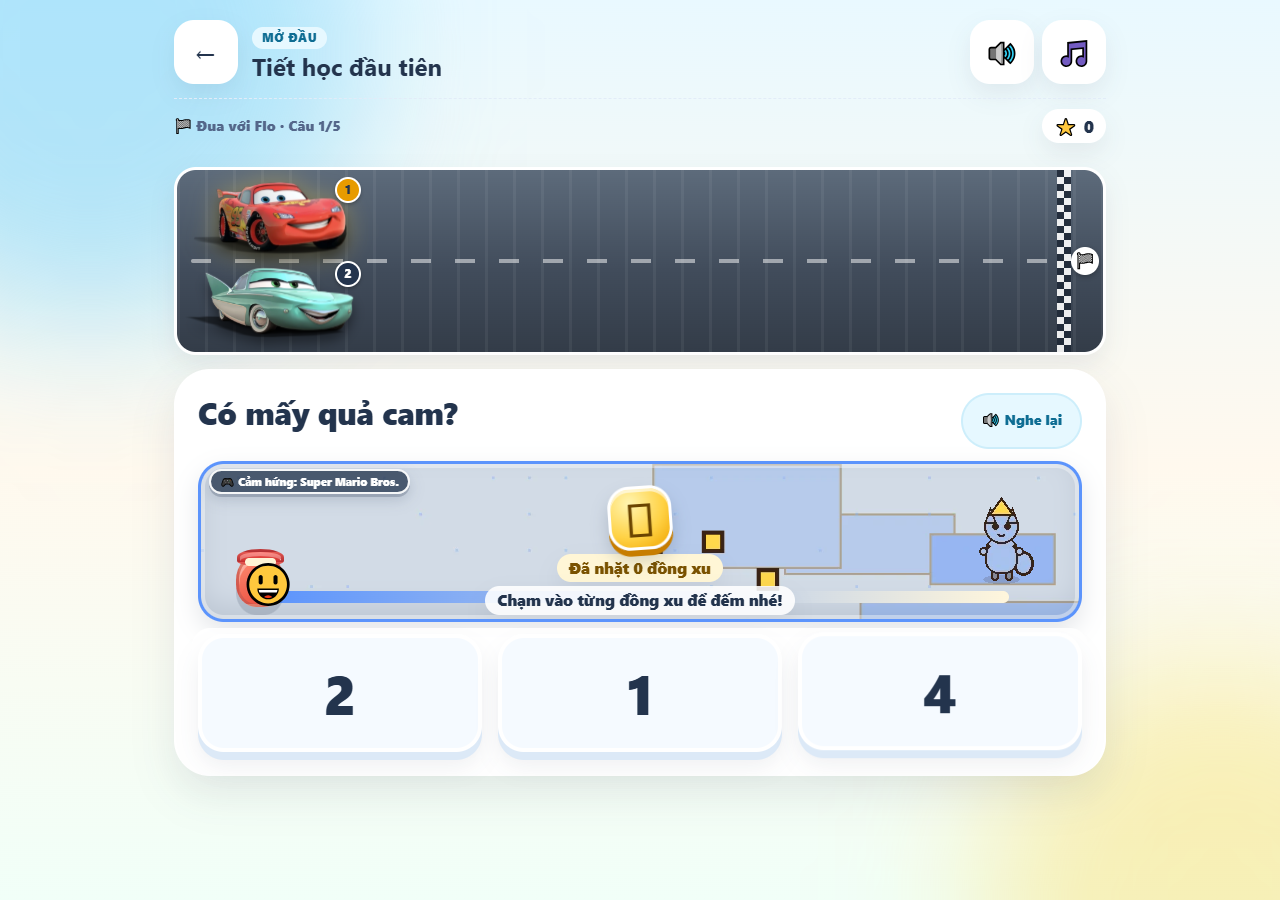 ←
MỞ ĐẦU
Tiết học đầu tiên
Đua với Flo · Câu 1/5
0
1
2
Có mấy quả cam?
Nghe lại
Cảm hứng: Super Mario Bros.
Đã nhặt 0 đồng xu
Chạm vào từng đồng xu để đếm nhé!
2
1
4